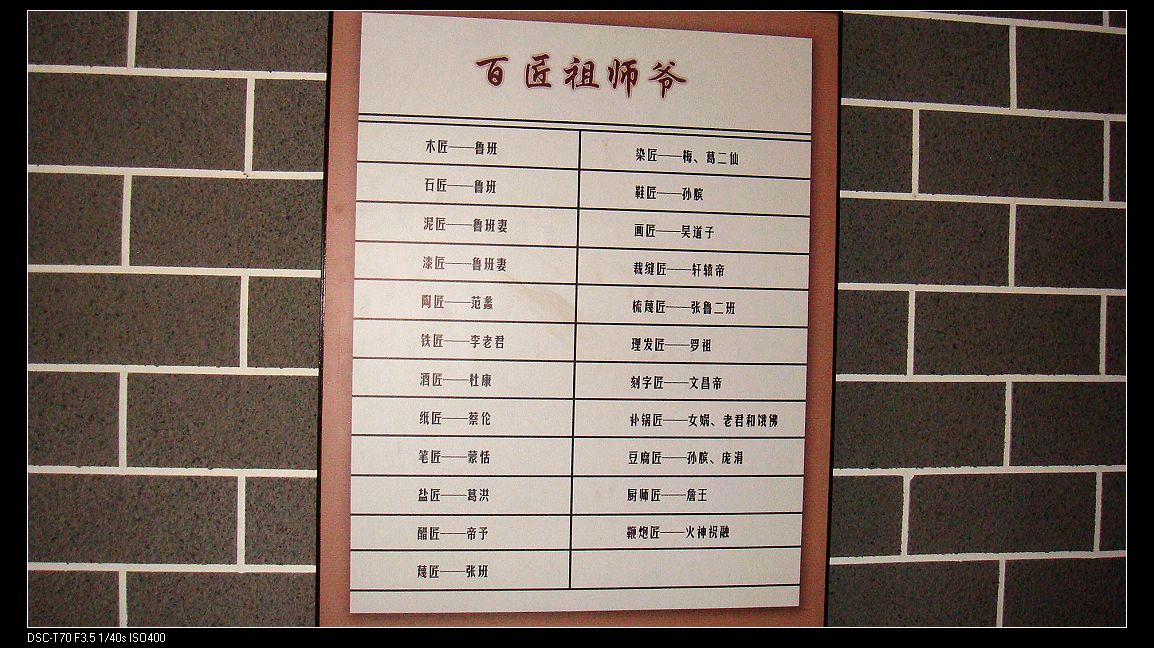 百匠祖师爷
木匠——鲁班
石匠——鲁班
泥匠——鲁班妻
漆匠——鲁班妻
陶匠——范蠡
铁匠——李老君
酒匠——杜康
纸匠——蔡伦
笔匠——蒙恬
盐匠——葛洪
醋匠——帝予
蔑匠——张班
染匠——梅、葛二仙
鞋匠——孙膑
画匠——吴道子
裁缝匠——轩辕帝
梳蔑匠——张鲁二班
理发匠——罗祖
刻字匠——文昌帝
补锅匠——女娲、老君和饿佛
豆腐匠——孙膑、庞涓
厨师匠——詹王
鞭炮匠——火神祝融
DSC-T70 F3.5 1/40s ISO400